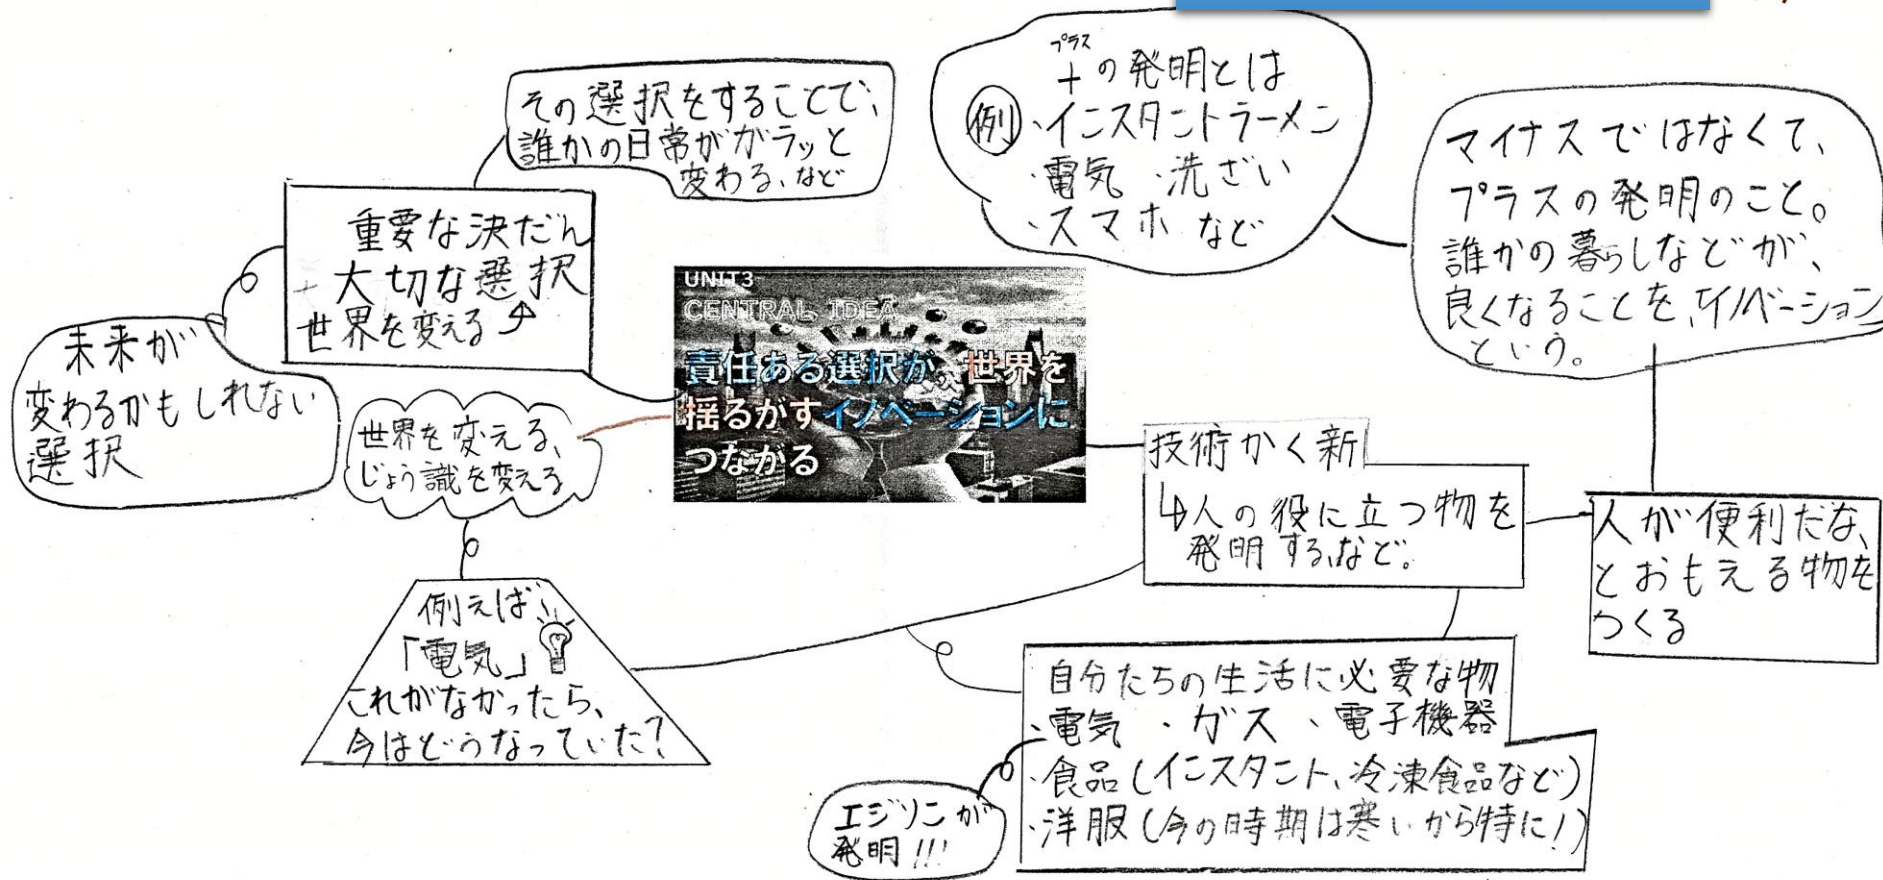 その選択をすることで、
誰かの日常がガラッと
変わる、など
重要な決だん
大切な選択
世界を変える
未来が
変わるかもしれない
選択
世界を変える、
じょう識を変える
例えば
「電気」
これがなかったら、
今はどうなっていた?
UNIT3
CENTRAL IDEA
責任ある選択が、世界を
揺るがすイノベーションに
つながる
プラス
+の発明とは
例・インスタントラーメン
・電気 ・洗ざい
・スマホ など
マイナスではなくて、
プラスの発明のこと。
誰かの暮らしなどが、
良くなることを、イノベーション
という。
技術かく新
↳人の役に立つ物を
発明する、など。
人が便利だな、
とおもえる物を
つくる
自分たちの生活に必要な物
・電気 ・ガス ・電子機器
・食品(インスタント、冷凍食品など)
・洋服(今の時期は寒いから特に!)
エジソンが
発明!!!